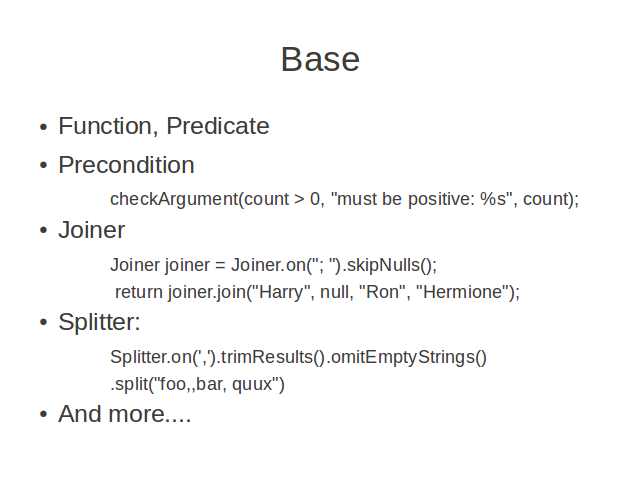 Base
• Function, Predicate
• Precondition
checkArgument(count > 0, "must be positive: %s", count);
• Joiner
Joiner joiner = Joiner.on("; ").skipNulls();
return joiner.join("Harry", null, "Ron", "Hermione");
• Splitter:
Splitter.on(',').trimResults().omitEmptyStrings()
.split("foo,,bar, quux")
• And more....